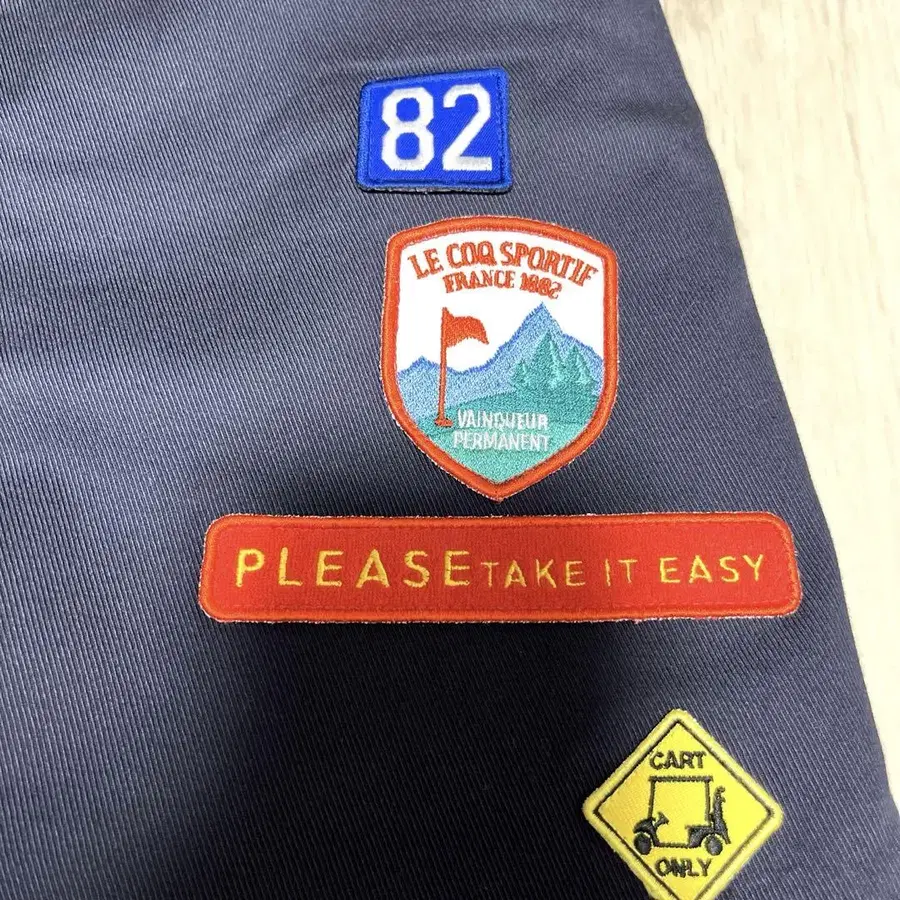 82
LE COQ SPORTIF
FRANCE 1882
VAINQUEUR
PERMANENT
PLEASE TAKE IT EASY
CART
ONLY